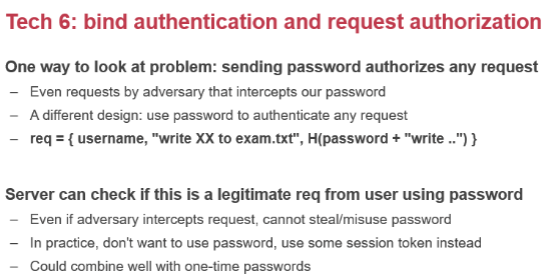 Tech 6: bind authentication and request authorization
One way to look at problem: sending password authorizes any request
– Even requests by adversary that intercepts our password
– A different design: use password to authenticate any request
– req = { username, "write XX to exam.txt", H(password + "write ..") }
Server can check if this is a legitimate req from user using password
– Even if adversary intercepts request, cannot steal/misuse password
– In practice, don't want to use password, use some session token instead
– Could combine well with one-time passwords